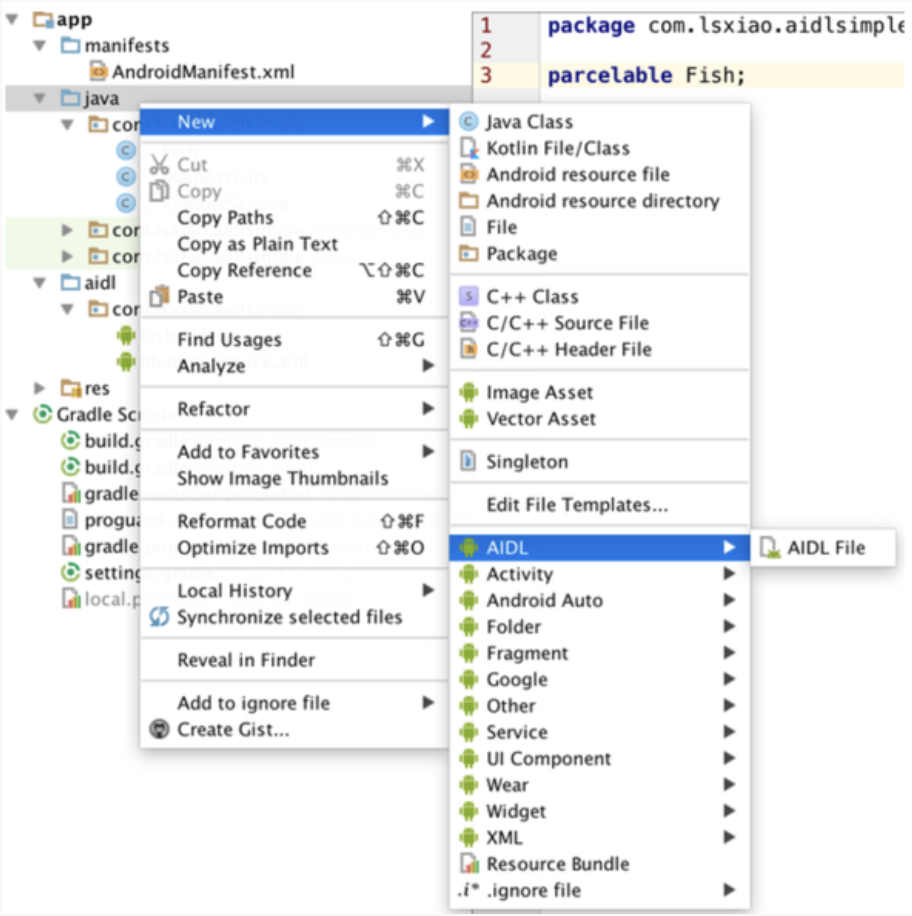 app
manifests
AndroidManifest.xml
java
com
com
com
aidl
com
res
Gradle Scripts
build.g
build.g
gradle
progua
gradle
setting
local.p
1 package com.lsxiao.aidlsimple
2
3 parcelable Fish;
New
Cut ⌘X
Copy ⌘C
Copy Paths ⇧⌘C
Copy as Plain Text
Copy Reference ⌥⇧⌘C
Paste ⌘V
Find Usages ⇧⌘G
Analyze
Refactor
Add to Favorites
Show Image Thumbnails
Reformat Code ⇧⌘F
Optimize Imports ⇧⌘O
Local History
Synchronize selected files
Reveal in Finder
Add to ignore file
Create Gist...
Java Class
Kotlin File/Class
Android resource file
Android resource directory
File
Package
C++ Class
C/C++ Source File
C/C++ Header File
Image Asset
Vector Asset
Singleton
Edit File Templates...
AIDL
Activity
Android Auto
Folder
Fragment
Google
Other
Service
UI Component
Wear
Widget
XML
Resource Bundle
.i* .ignore file
AIDL File